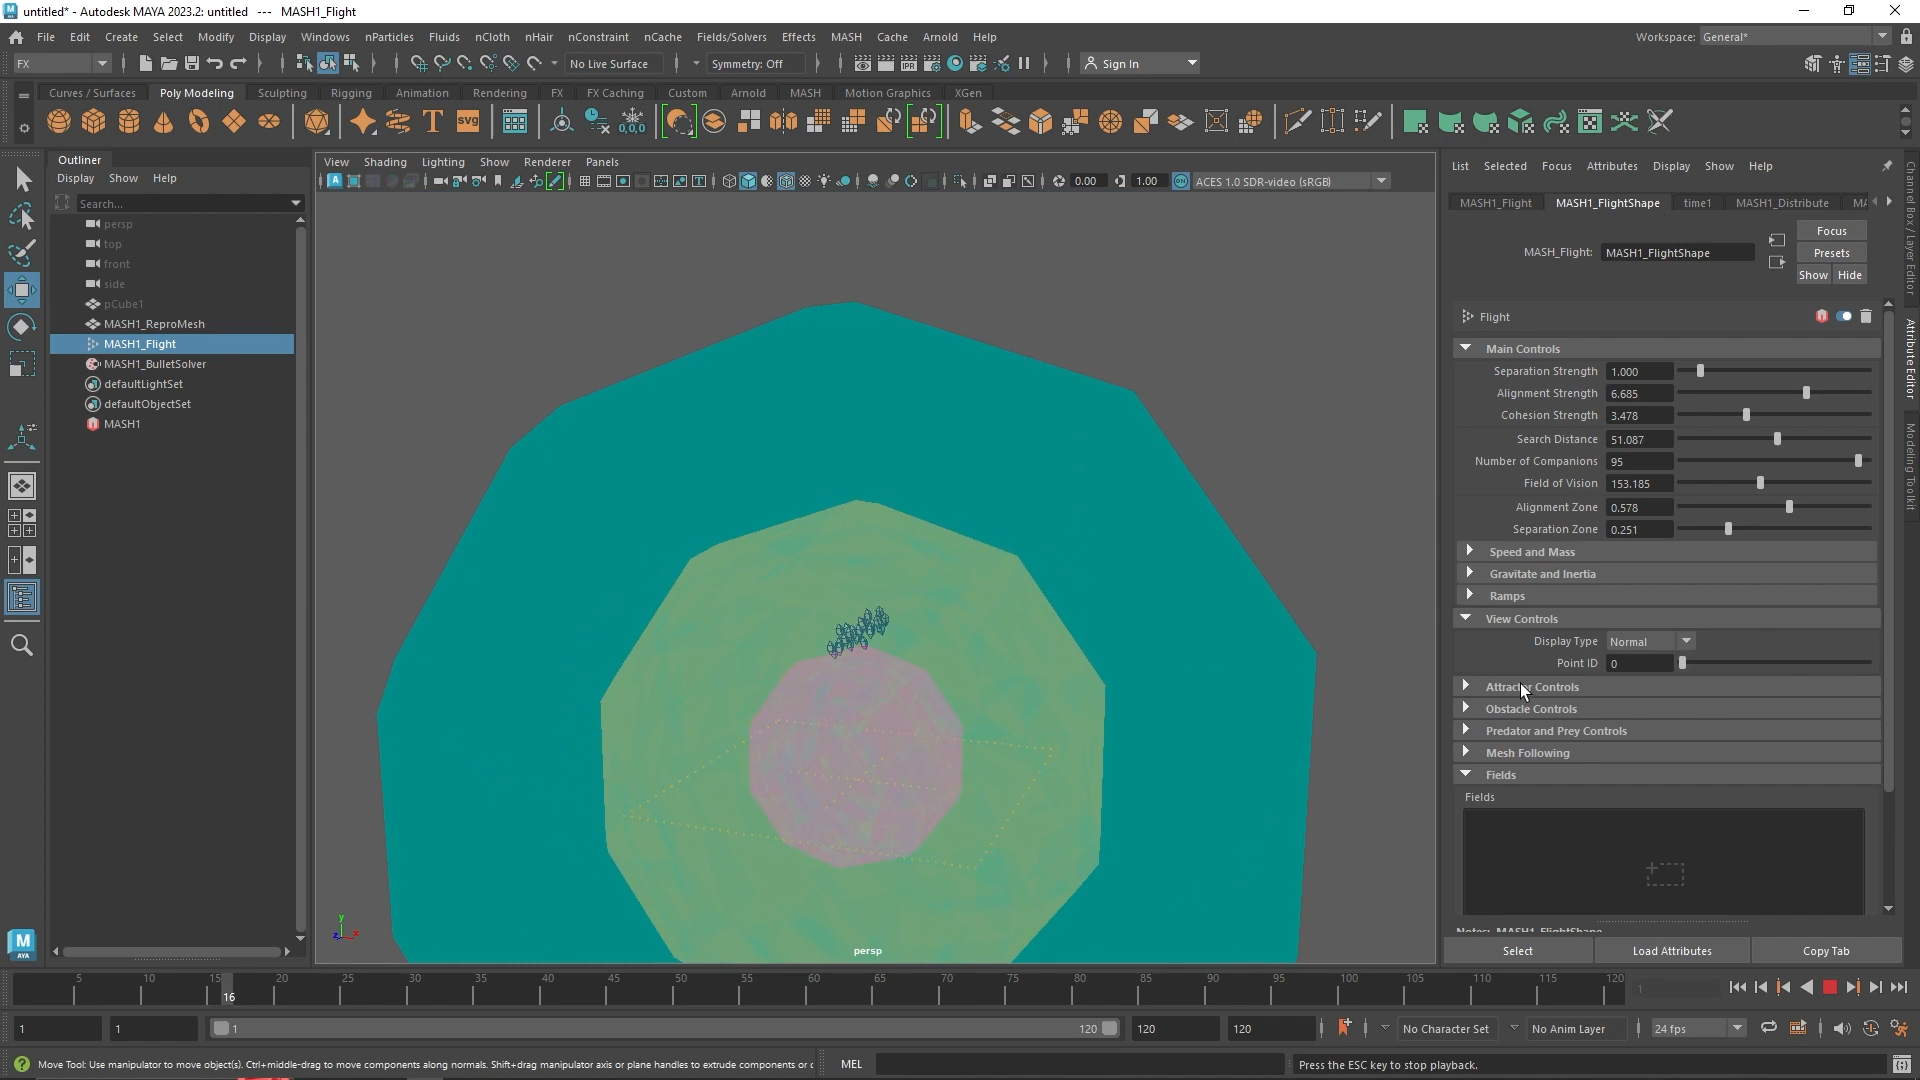 untitled* - Autodesk MAYA 2023.2: untitled --- MASH1_Flight
File Edit Create Select Modify Display Windows nParticles Fluids nCloth nHair nConstraint nCache Fields/Solvers Effects MASH Cache Arnold Help
Workspace: General*
FX
No Live Surface
Symmetry: Off
Sign In
Curves / Surfaces Poly Modeling Sculpting Rigging Animation Rendering FX FX Caching Custom Arnold MASH Motion Graphics XGen
Outliner
Display Show Help
Search...
persp
top
front
side
pCube1
MASH1_ReproMesh
MASH1_Flight
MASH1_BulletSolver
defaultLightSet
defaultObjectSet
MASH1
View Shading Lighting Show Renderer Panels
0.00 1.00 ACES 1.0 SDR-video (sRGB)
persp
List Selected Focus Attributes Display Show Help
MASH1_Flight MASH1_FlightShape time1 MASH1_Distribute MA
Focus
MASH_Flight: MASH1_FlightShape
Presets
Show Hide
Flight
Main Controls
Separation Strength 1.000
Alignment Strength 6.685
Cohesion Strength 3.478
Search Distance 51.087
Number of Companions 95
Field of Vision 153.185
Alignment Zone 0.578
Separation Zone 0.251
Speed and Mass
Gravitate and Inertia
Ramps
View Controls
Display Type Normal
Point ID 0
Attractor Controls
Obstacle Controls
Predator and Prey Controls
Mesh Following
Fields
Fields
Notes: MASH1_FlightShape
Select Load Attributes Copy Tab
Channel Box / Layer Editor
Attribute Editor
Modeling Toolkit
5 10 15 20 25 30 35 40 45 50 55 60 65 70 75 80 85 90 95 100 105 110 115 120
16
1
1 1 1 120 120 120 No Character Set No Anim Layer 24 fps
Move Tool: Use manipulator to move object(s). Ctrl+middle-drag to move components along normals. Shift+drag manipulator axis or plane handles to extrude components or c
MEL
Press the ESC key to stop playback.